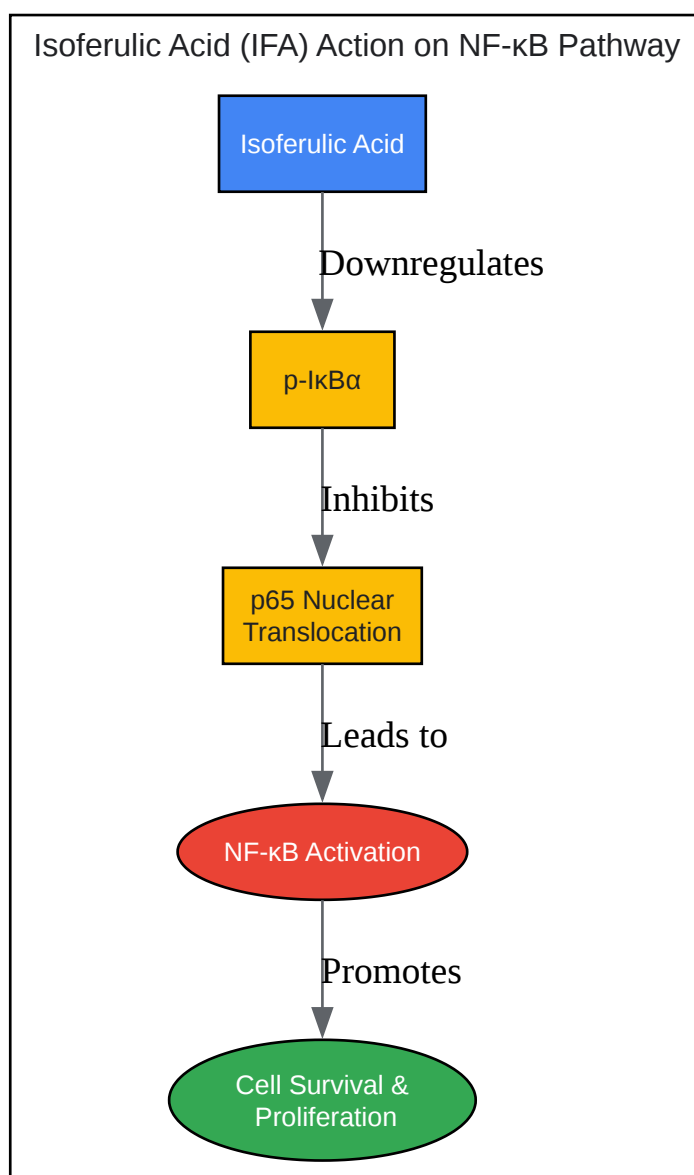 Isoferulic Acid (IFA) Action on NF-κB Pathway
Isoferulic Acid
Downregulates
p-IκBα
Inhibits
p65 Nuclear
Translocation
Leads to
NF-κB Activation
Promotes
Cell Survival &
Proliferation